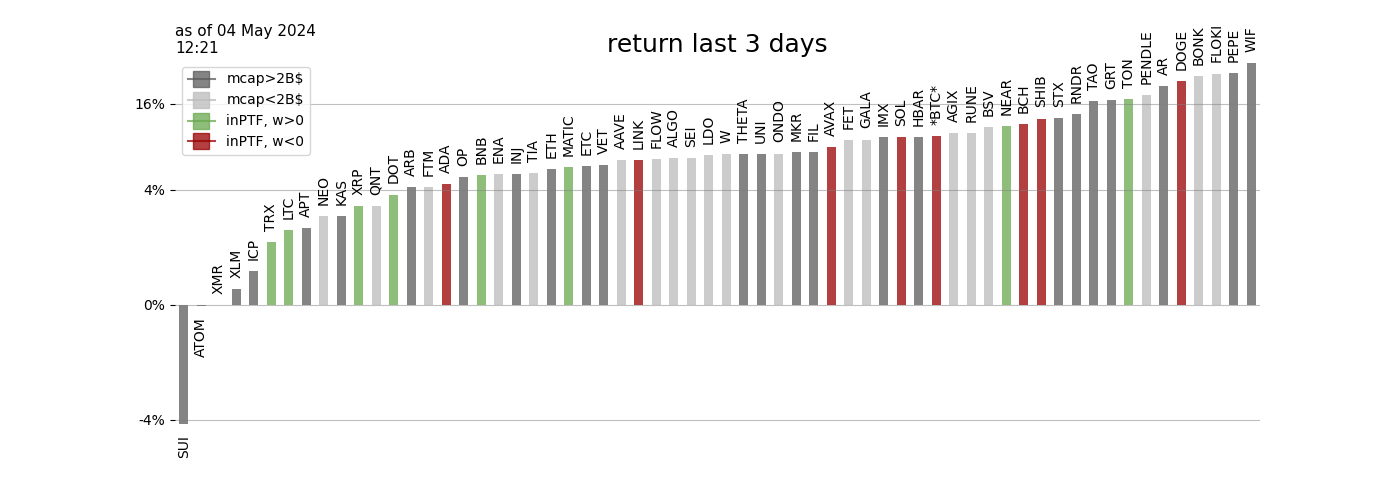 as of 04 May 2024
12:21
return last 3 days
mcap>2B$
mcap<2B$
inPTF, w>0
inPTF, w<0
16%
4%
0%
-4%
SUI
ATOM
XMR
XLM
ICP
TRX
LTC
APT
NEO
KAS
XRP
QNT
DOT
ARB
FTM
ADA
OP
BNB
ENA
INJ
TIA
ETH
MATIC
ETC
VET
AAVE
LINK
FLOW
ALGO
SEI
LDO
W
THETA
UNI
ONDO
MKR
FIL
AVAX
FET
GALA
IMX
SOL
HBAR
*BTC*
AGIX
RUNE
BSV
NEAR
BCH
SHIB
STX
RNDR
TAO
GRT
TON
PENDLE
AR
DOGE
BONK
FLOKI
PEPE
WIF